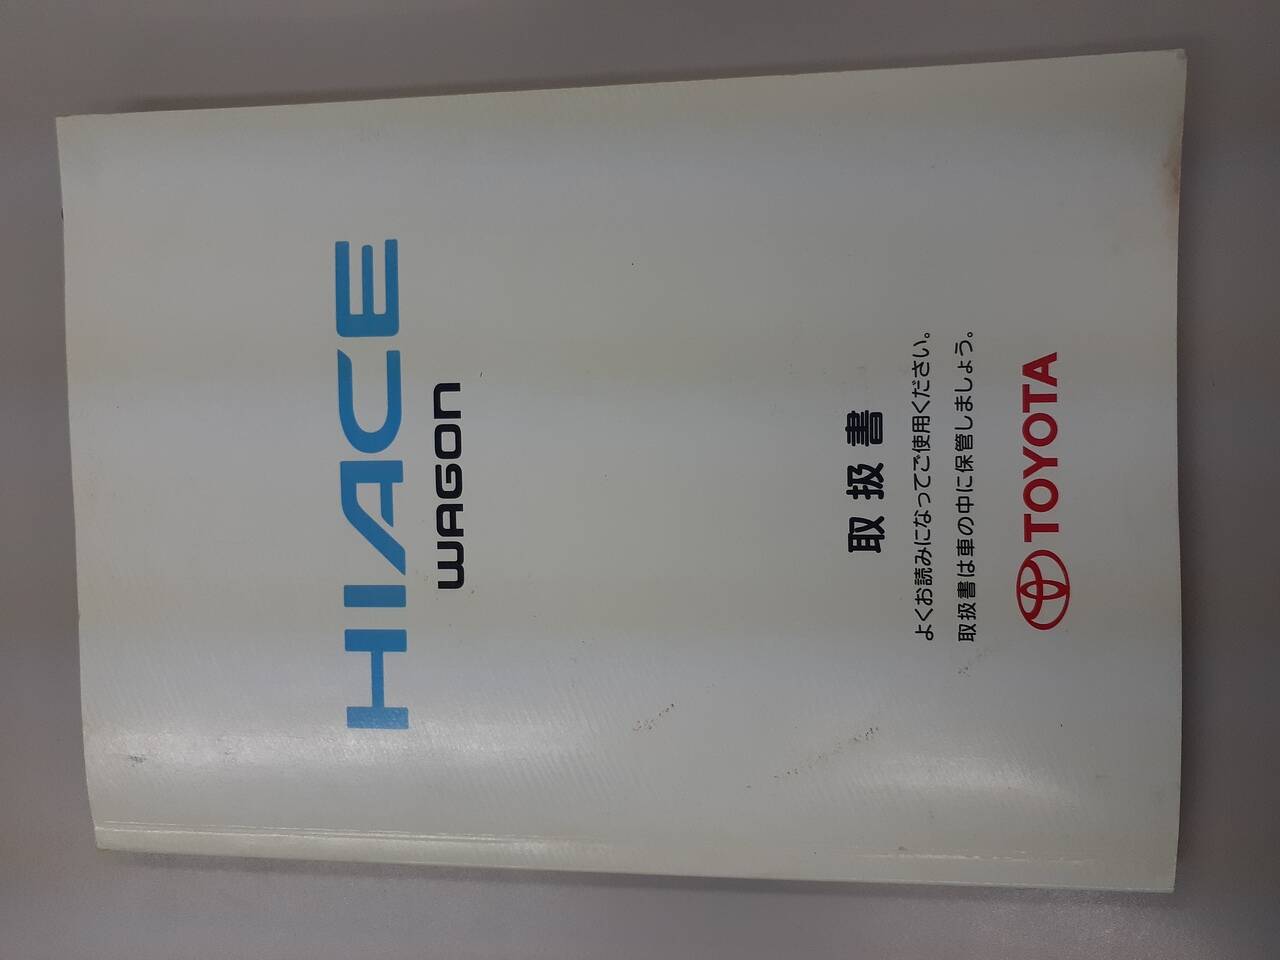 HIACE
WAGON
取扱書
よくお読みになってご使用ください。
取扱書は車の中に保管しましょう。
TOYOTA